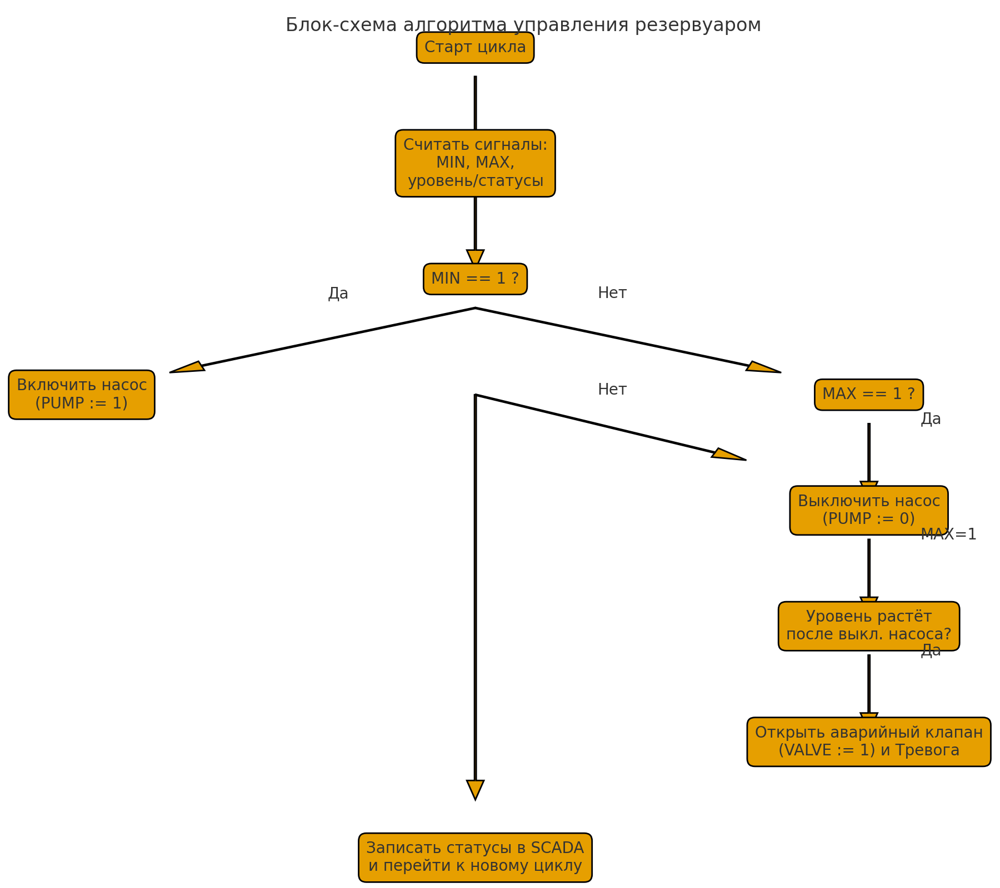 Блок-схема алгоритма управления резервуаром
Старт цикла
Считать сигналы:
MIN, MAX,
уровень/статусы
MIN == 1 ?
Да
Нет
Включить насос
(PUMP := 1)
Нет
MAX == 1 ?
Да
Выключить насос
(PUMP := 0)
MAX=1
Уровень растёт
после выкл. насоса?
Да
Открыть аварийный клапан
(VALVE := 1) и Тревога
Записать статусы в SCADA
и перейти к новому циклу